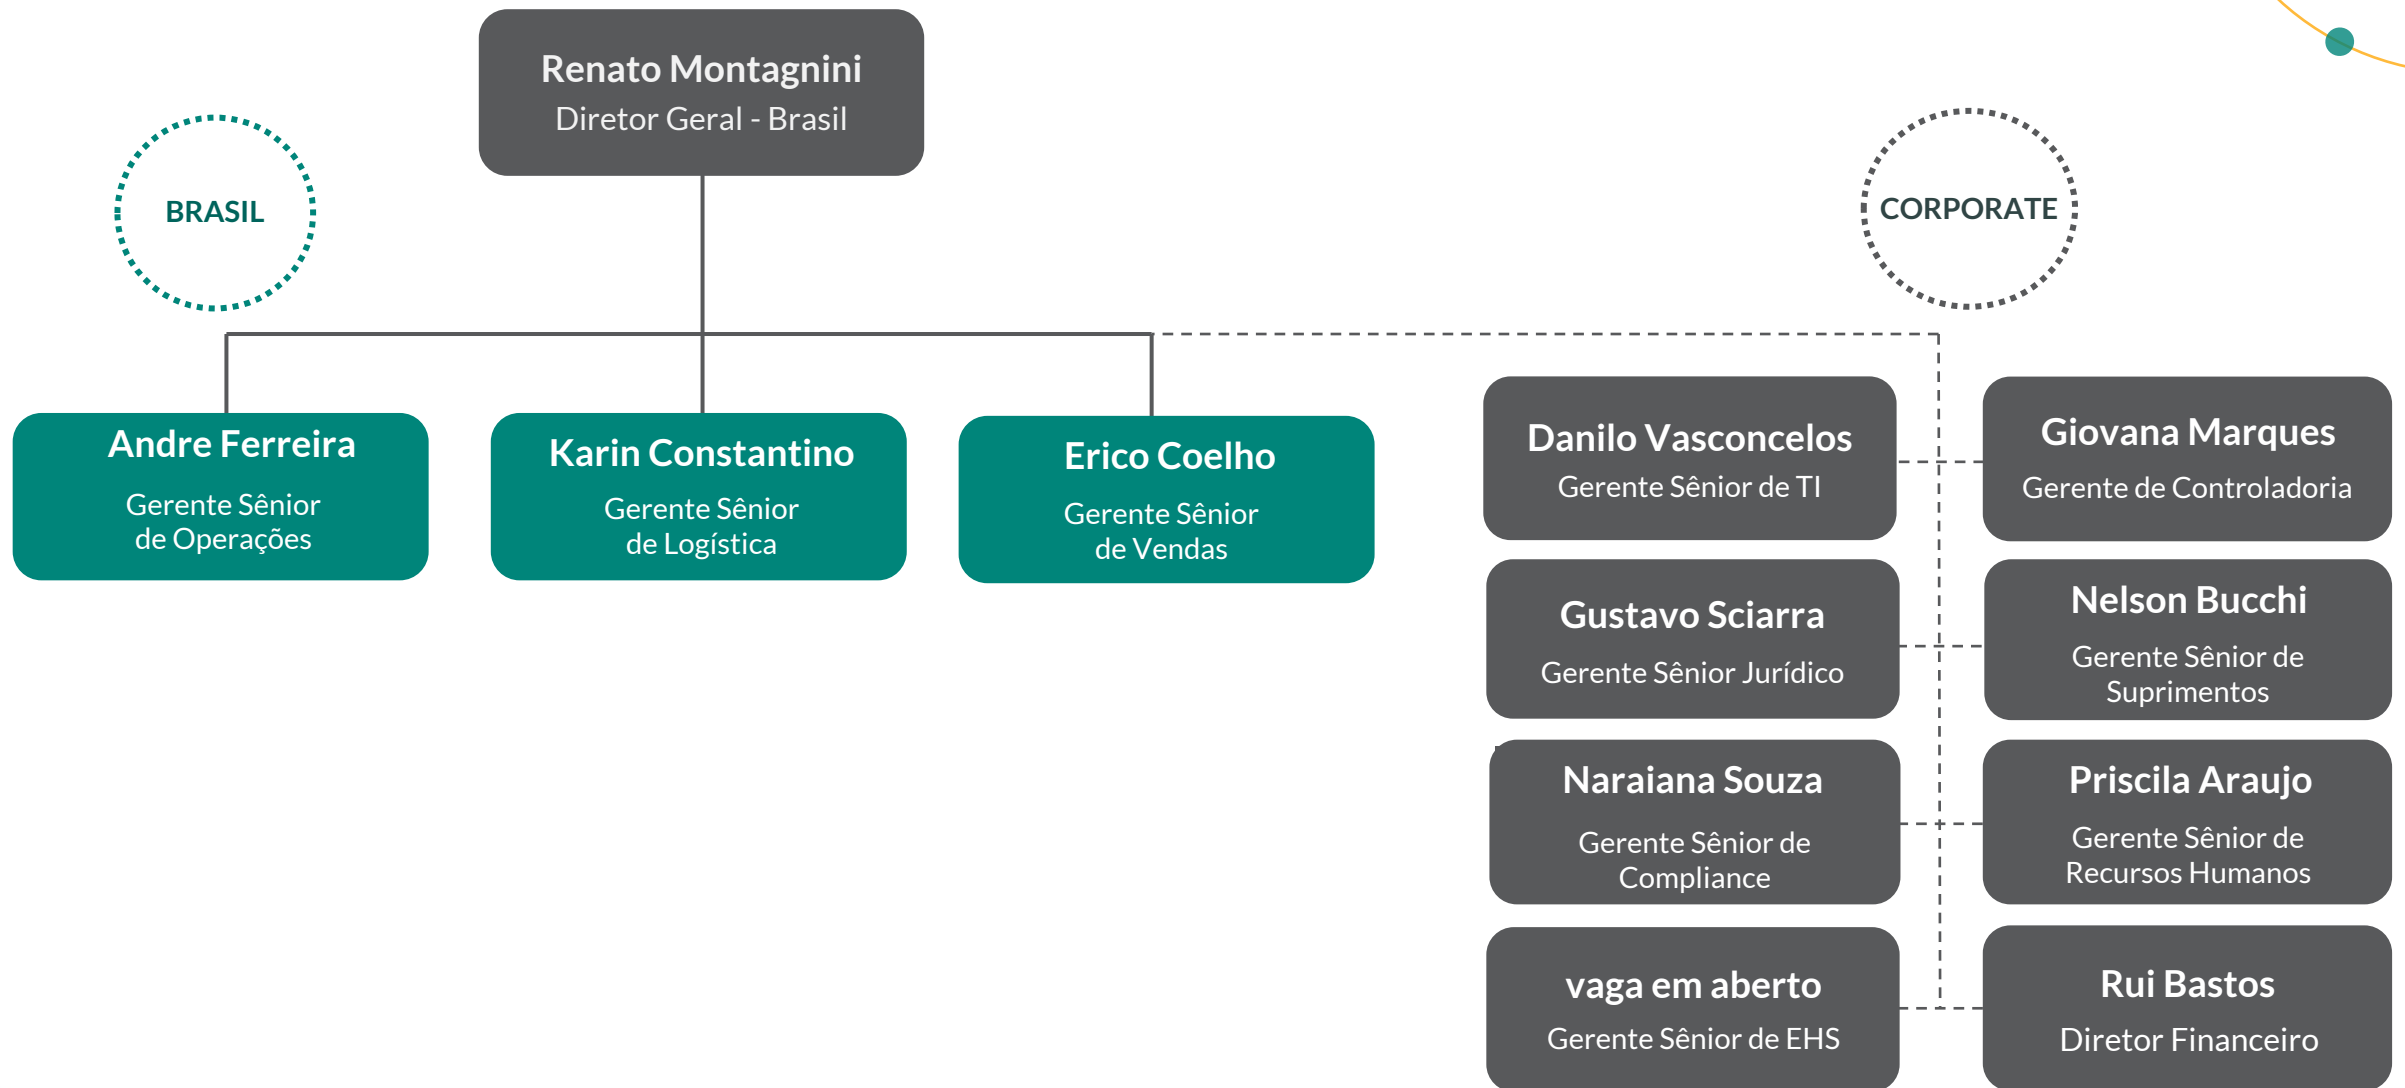 Renato Montagnini
Diretor Geral - Brasil
BRASIL
CORPORATE
Andre Ferreira
Gerente Sênior
de Operações
Karin Constantino
Gerente Sênior
de Logística
Erico Coelho
Gerente Sênior
de Vendas
Danilo Vasconcelos
Gerente Sênior de TI
Giovana Marques
Gerente de Controladoria
Gustavo Sciarra
Gerente Sênior Jurídico
Nelson Bucchi
Gerente Sênior de
Suprimentos
Naraiana Souza
Gerente Sênior de
Compliance
Priscila Araujo
Gerente Sênior de
Recursos Humanos
vaga em aberto
Gerente Sênior de EHS
Rui Bastos
Diretor Financeiro